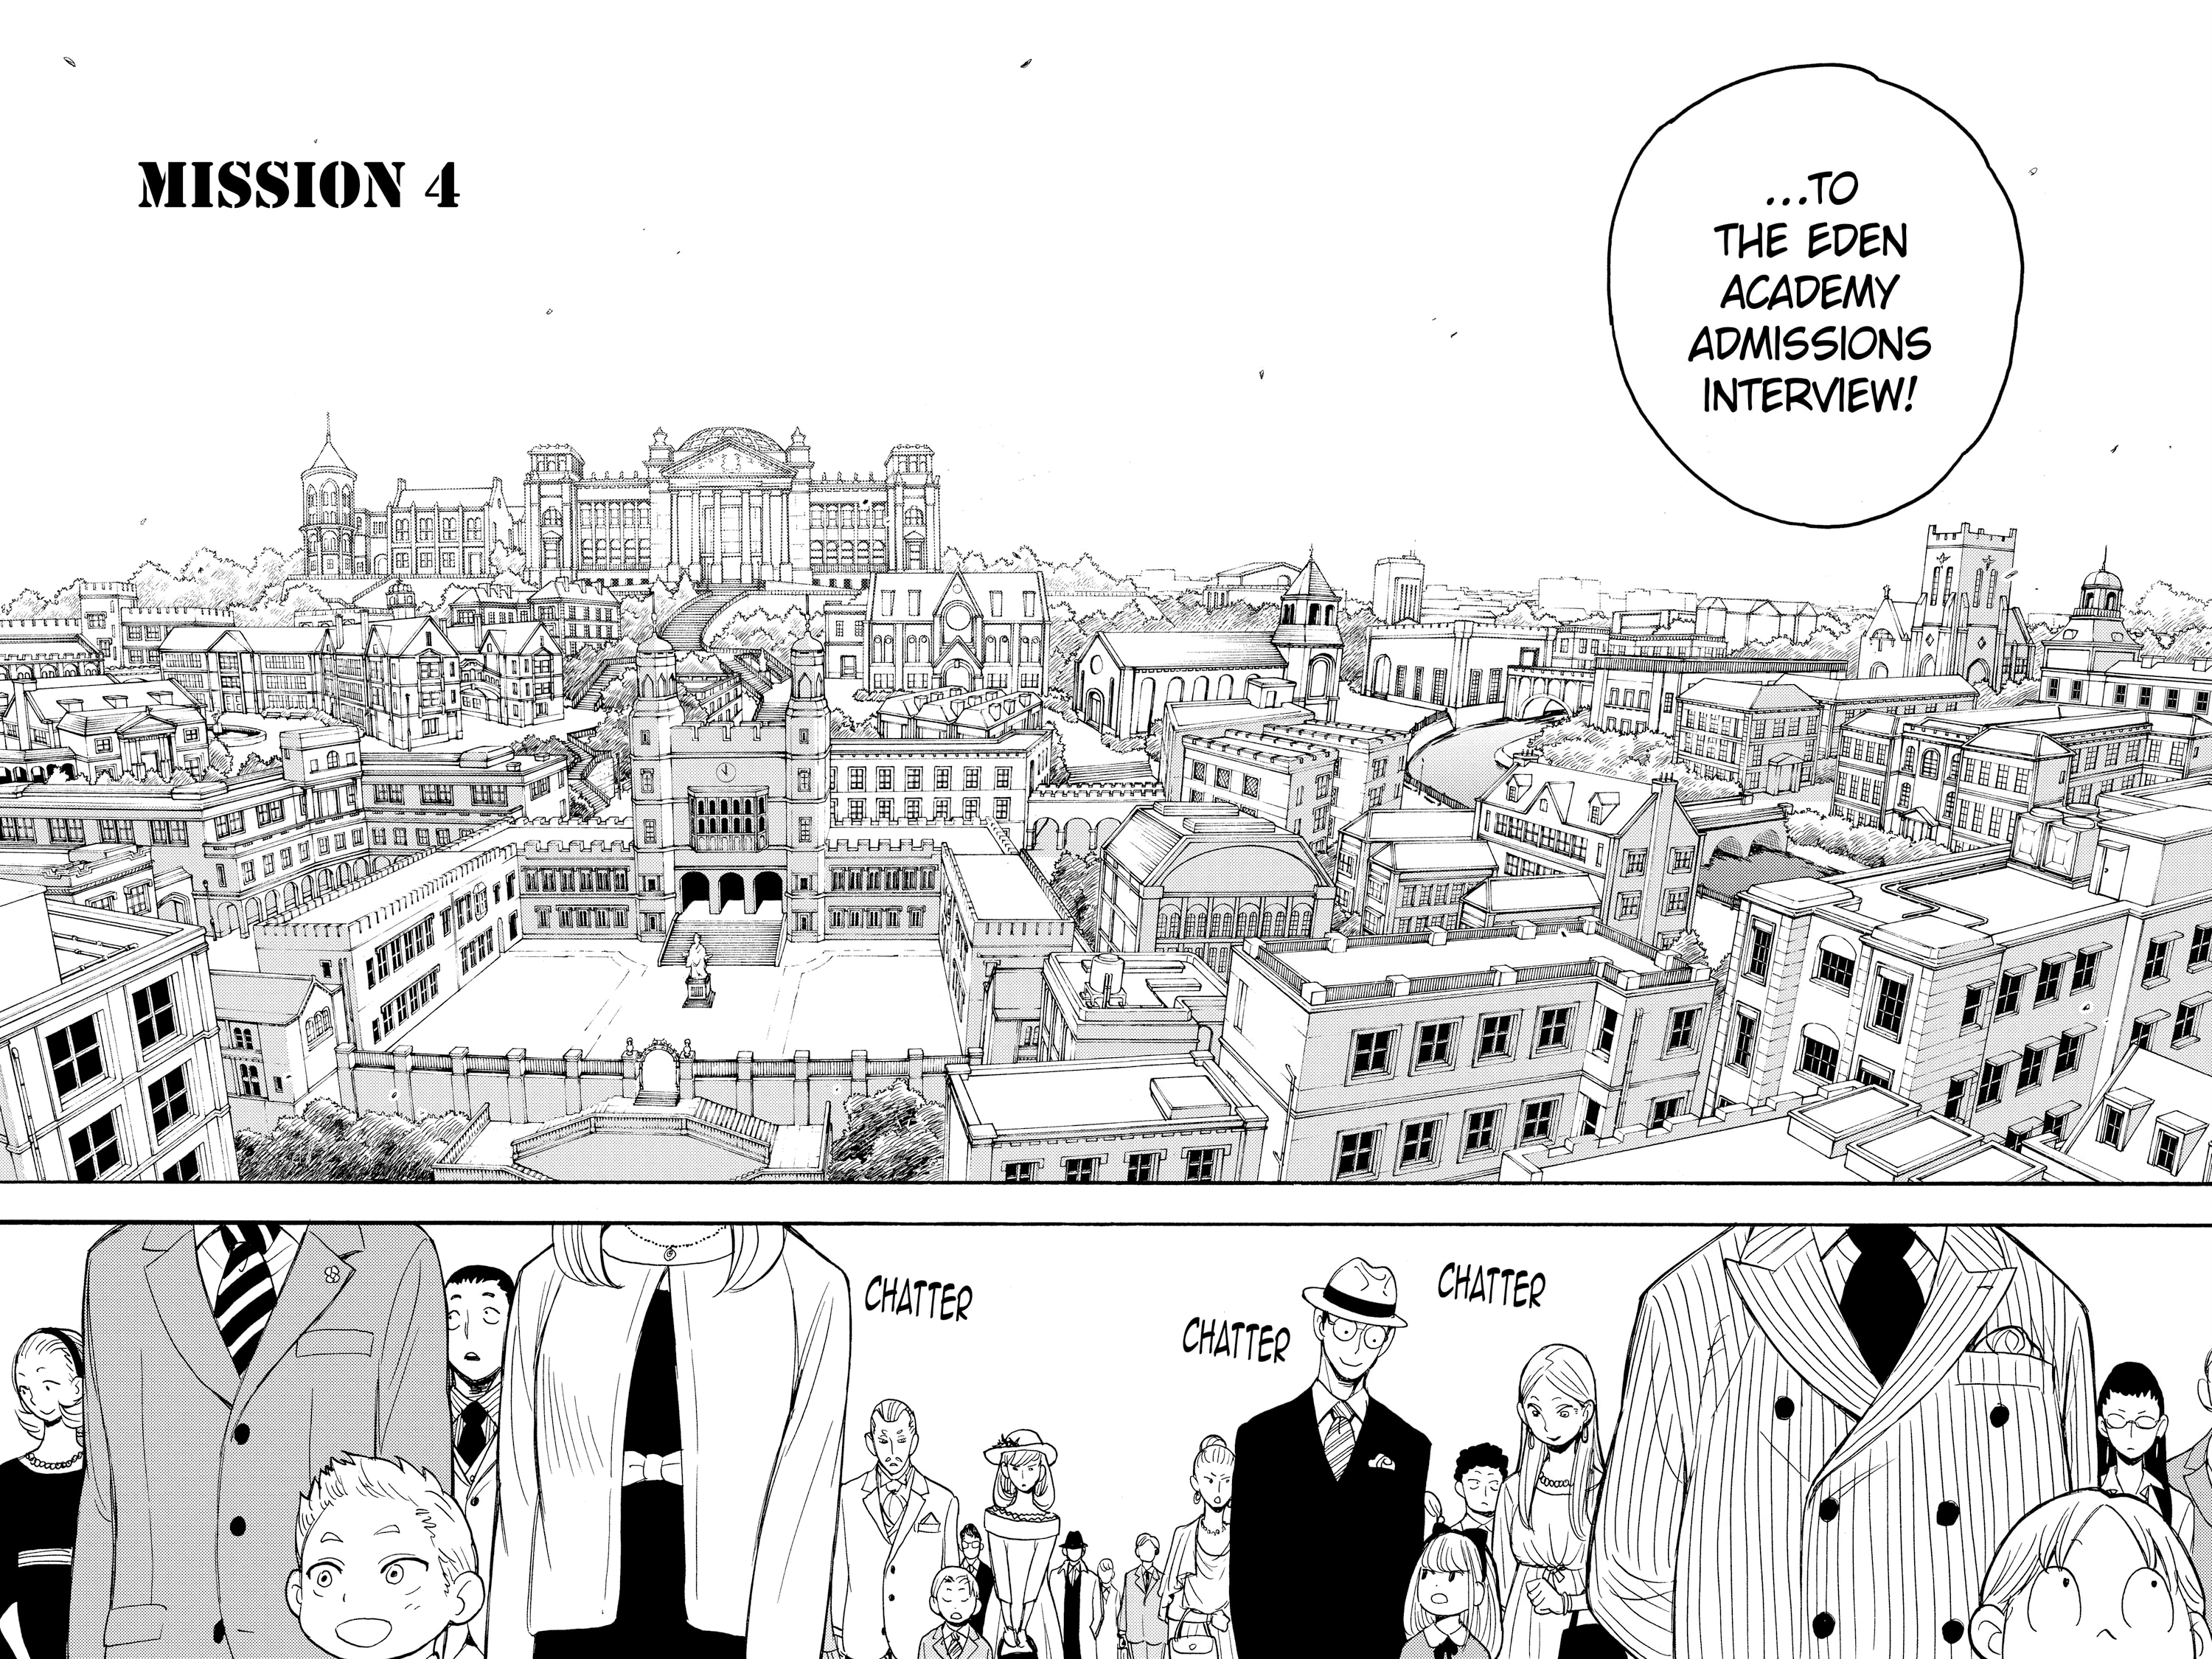 MISSION 4
...TO
THE EDEN
ACADEMY
ADMISSIONS
INTERVIEW!
CHATTER
CHATTER
CHATTER